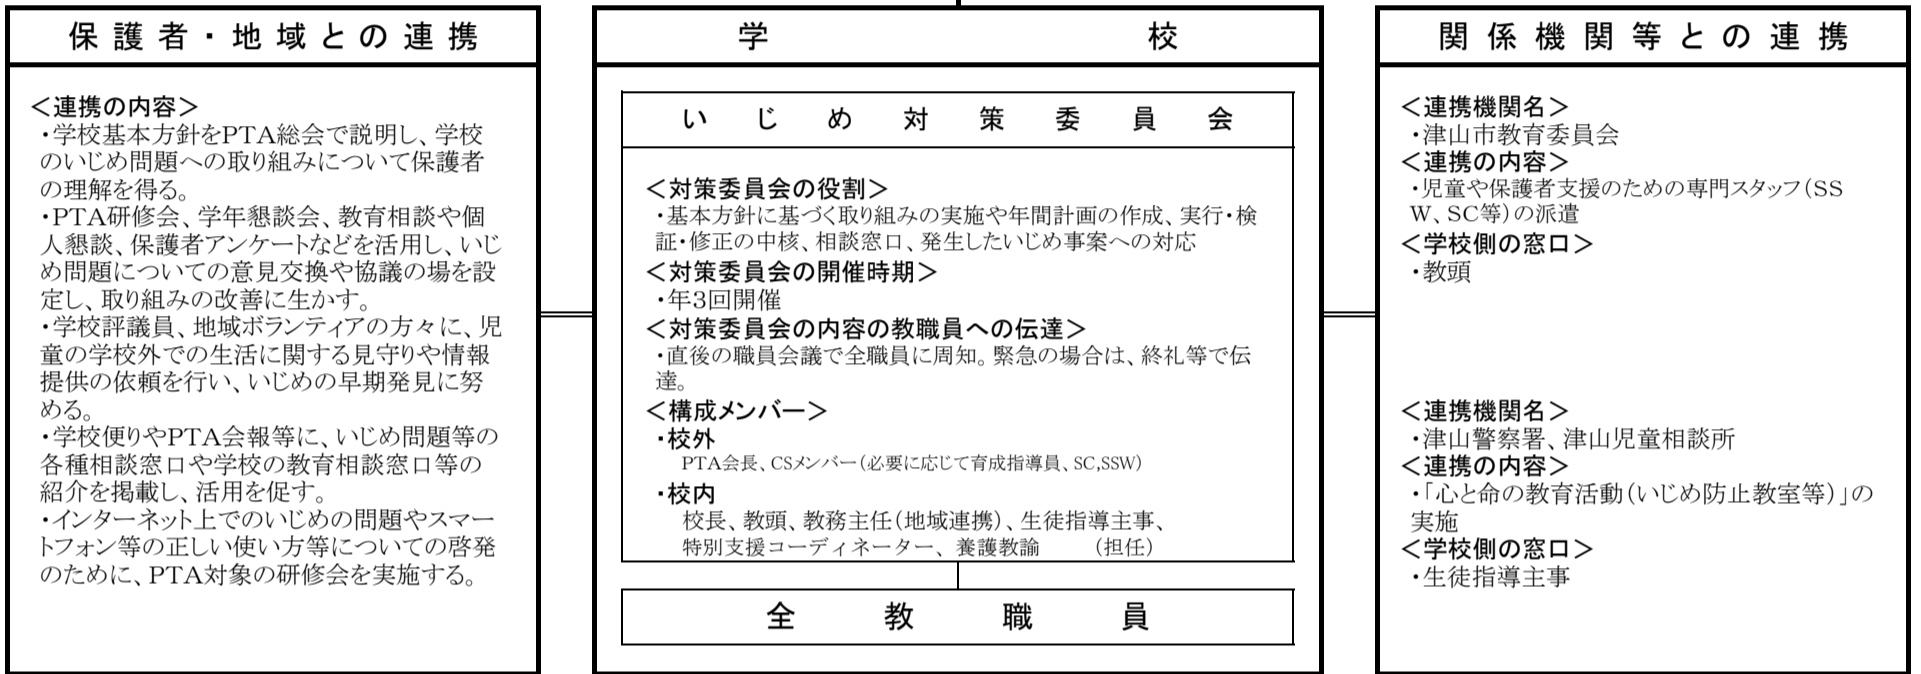 保護者・地域との連携
＜連携の内容＞
・学校基本方針をPTA総会で説明し、学校
のいじめ問題への取り組みについて保護者
の理解を得る。
・PTA研修会、学年懇談会、教育相談や個
人懇談、保護者アンケートなどを活用し、いじ
め問題についての意見交換や協議の場を設
定し、取り組みの改善に生かす。
・学校評議員、地域ボランティアの方々に、児
童の学校外での生活に関する見守りや情報
提供の依頼を行い、いじめの早期発見に努
める。
・学校便りやPTA会報等に、いじめ問題等の
各種相談窓口や学校の教育相談窓口等の
紹介を掲載し、活用を促す。
・インターネット上でのいじめの問題やスマー
トフォン等の正しい使い方等についての啓発
のために、PTA対象の研修会を実施する。
学校
いじめ対策委員会
＜対策委員会の役割＞
・基本方針に基づく取り組みの実施や年間計画の作成、実行・検
証・修正の中核、相談窓口、発生したいじめ事案への対応
＜対策委員会の開催時期＞
・年３回開催
＜対策委員会の内容の教職員への伝達＞
・直後の職員会議で全職員に周知。緊急の場合は、終礼等で伝
達。
＜構成メンバー＞
・校外
PTA会長、CSメンバー（必要に応じて育成指導員、SC,SSW）
・校内
校長、教頭、教務主任（地域連携）、生徒指導主事、
特別支援コーディネーター、養護教諭　　（担任）
全教職員
関係機関等との連携
＜連携機関名＞
・津山市教育委員会
＜連携の内容＞
・児童や保護者支援のための専門スタッフ（SS
W、SC等）の派遣
＜学校側の窓口＞
・教頭
＜連携機関名＞
・津山警察署、津山児童相談所
＜連携の内容＞
・「心と命の教育活動（いじめ防止教室等）」の
実施
＜学校側の窓口＞
・生徒指導主事